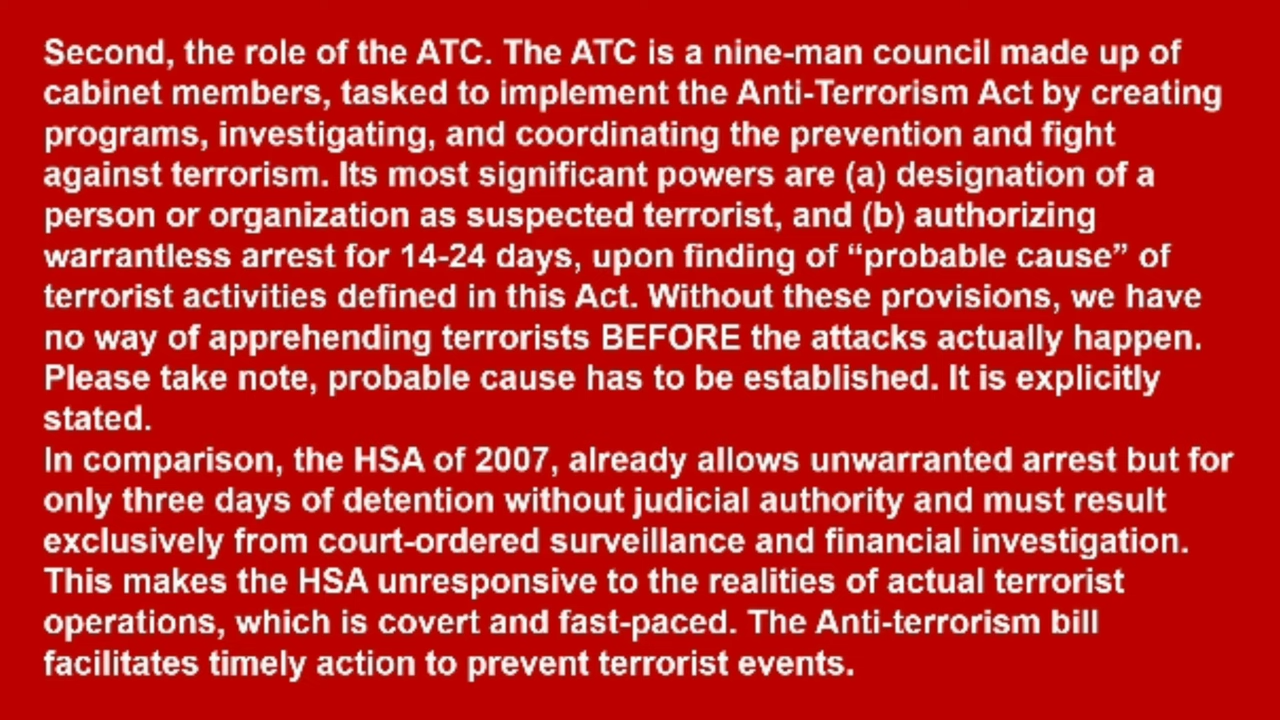 Second, the role of the ATC. The ATC is a nine-man council made up of
cabinet members, tasked to implement the Anti-Terrorism Act by creating
programs, investigating, and coordinating the prevention and fight
against terrorism. Its most significant powers are (a) designation of a
person or organization as suspected terrorist, and (b) authorizing
warrantless arrest for 14-24 days, upon finding of “probable cause” of
terrorist activities defined in this Act. Without these provisions, we have
no way of apprehending terrorists BEFORE the attacks actually happen.
Please take note, probable cause has to be established. It is explicitly
stated.
In comparison, the HSA of 2007, already allows unwarranted arrest but for
only three days of detention without judicial authority and must result
exclusively from court-ordered surveillance and financial investigation.
This makes the HSA unresponsive to the realities of actual terrorist
operations, which is covert and fast-paced. The Anti-terrorism bill
facilitates timely action to prevent terrorist events.